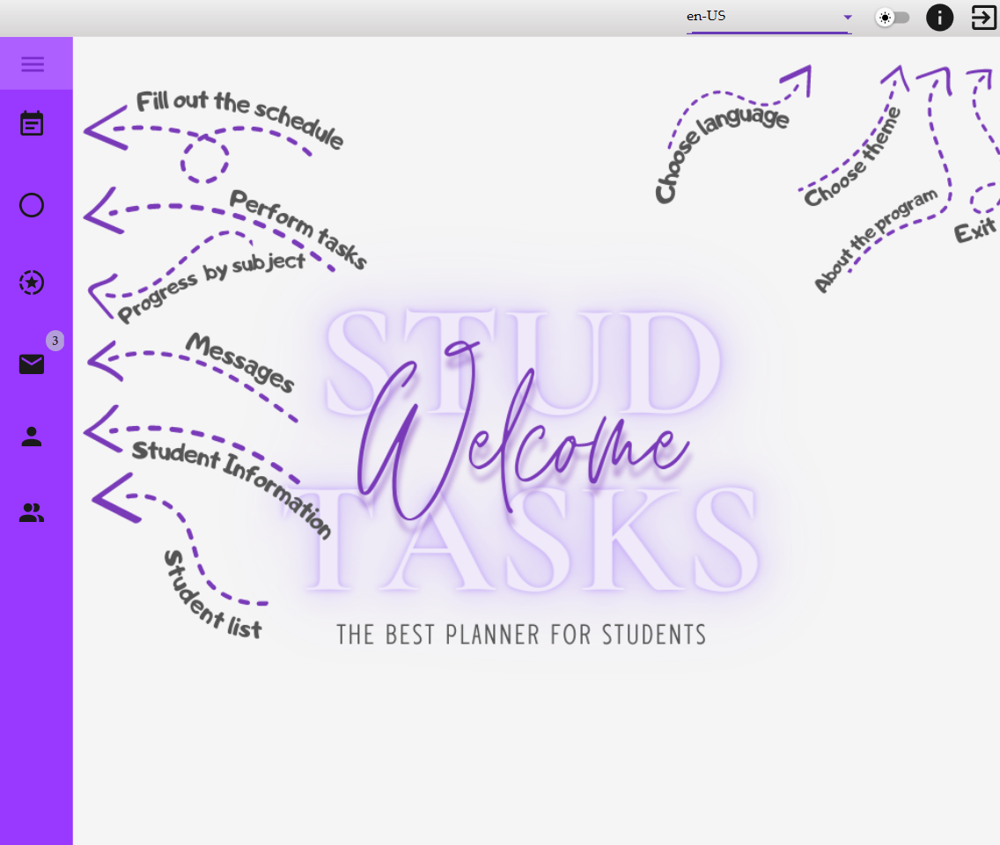 en-US
Fill out the schedule
Choose language
Choose theme
Perform tasks
About the program
Exit
Progress by subject
3
Messages
STUD
Welcome
TASKS
Student Information
Student list
THE BEST PLANNER FOR STUDENTS